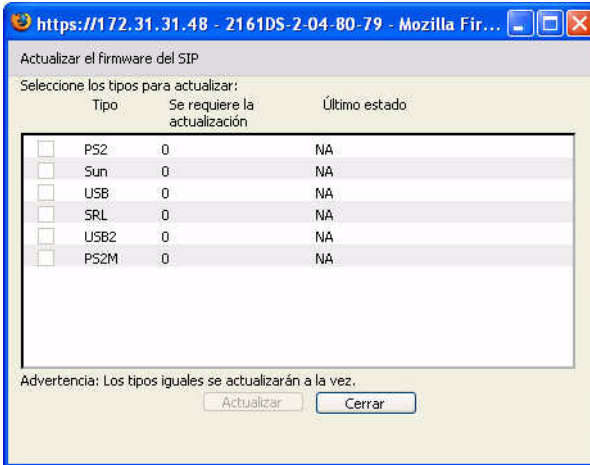 https://172.31.31.48 - 2161DS-2-04-80-79 - Mozilla Fir...
Actualizar el firmware del SIP
Seleccione los tipos para actualizar:
Tipo Se requiere la actualización Último estado
PS2 0 NA
Sun 0 NA
USB 0 NA
SRL 0 NA
USB2 0 NA
PS2M 0 NA
Advertencia: Los tipos iguales se actualizarán a la vez.
Actualizar Cerrar